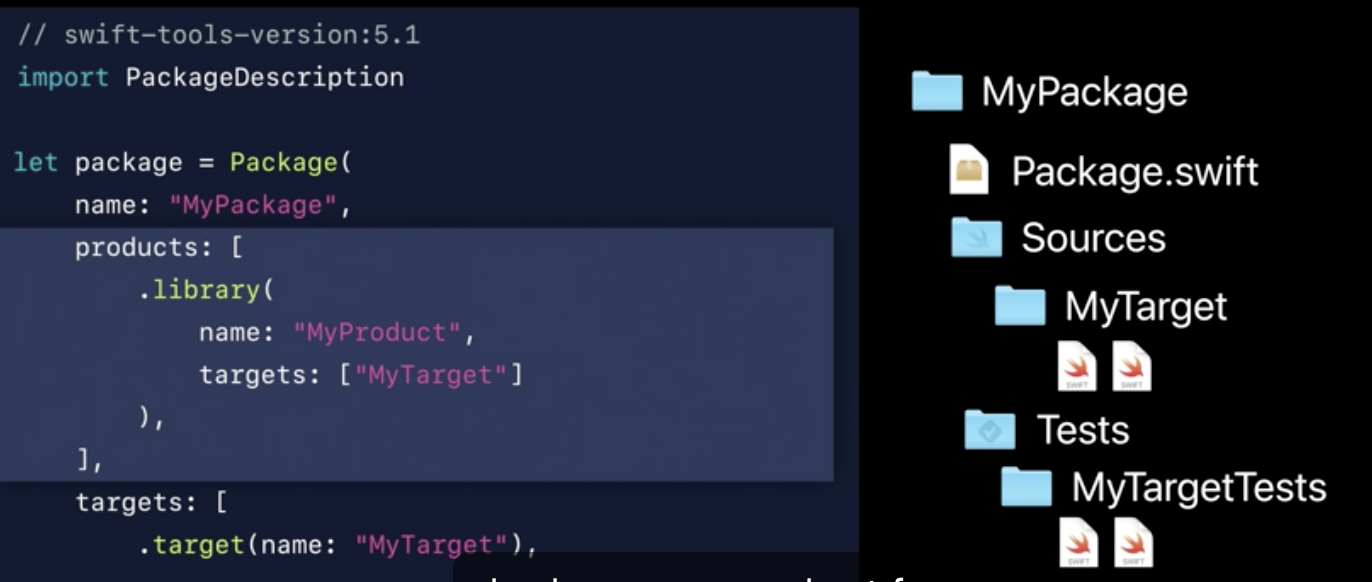 // swift-tools-version:5.1
import PackageDescription
let package = Package(
name: "MyPackage",
products: [
.library(
name: "MyProduct",
targets: ["MyTarget"]
),
],
targets: [
.target(name: "MyTarget"),
MyPackage
Package.swift
Sources
MyTarget
SWIFT SWIFT
Tests
MyTargetTests
SWIFT SWIFT